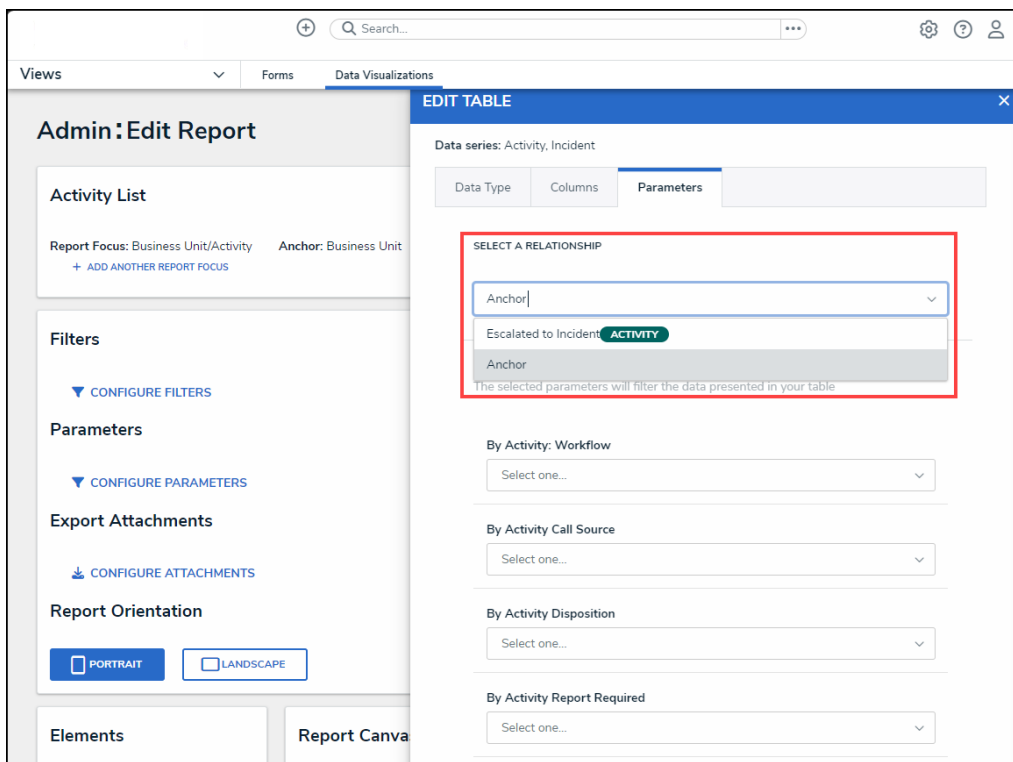 Search...
Views
Forms
Data Visualizations
EDIT TABLE
Admin:Edit Report
Data series: Activity, Incident
Data Type
Columns
Parameters
Activity List
Report Focus: Business Unit/Activity
Anchor: Business Unit
+ ADD ANOTHER REPORT FOCUS
SELECT A RELATIONSHIP
Anchor
Escalated to Incident ACTIVITY
Anchor
The selected parameters will filter the data presented in your table
Filters
CONFIGURE FILTERS
Parameters
CONFIGURE PARAMETERS
Export Attachments
CONFIGURE ATTACHMENTS
Report Orientation
PORTRAIT
LANDSCAPE
By Activity: Workflow
Select one...
By Activity Call Source
Select one...
By Activity Disposition
Select one...
By Activity Report Required
Select one...
Elements
Report Canva